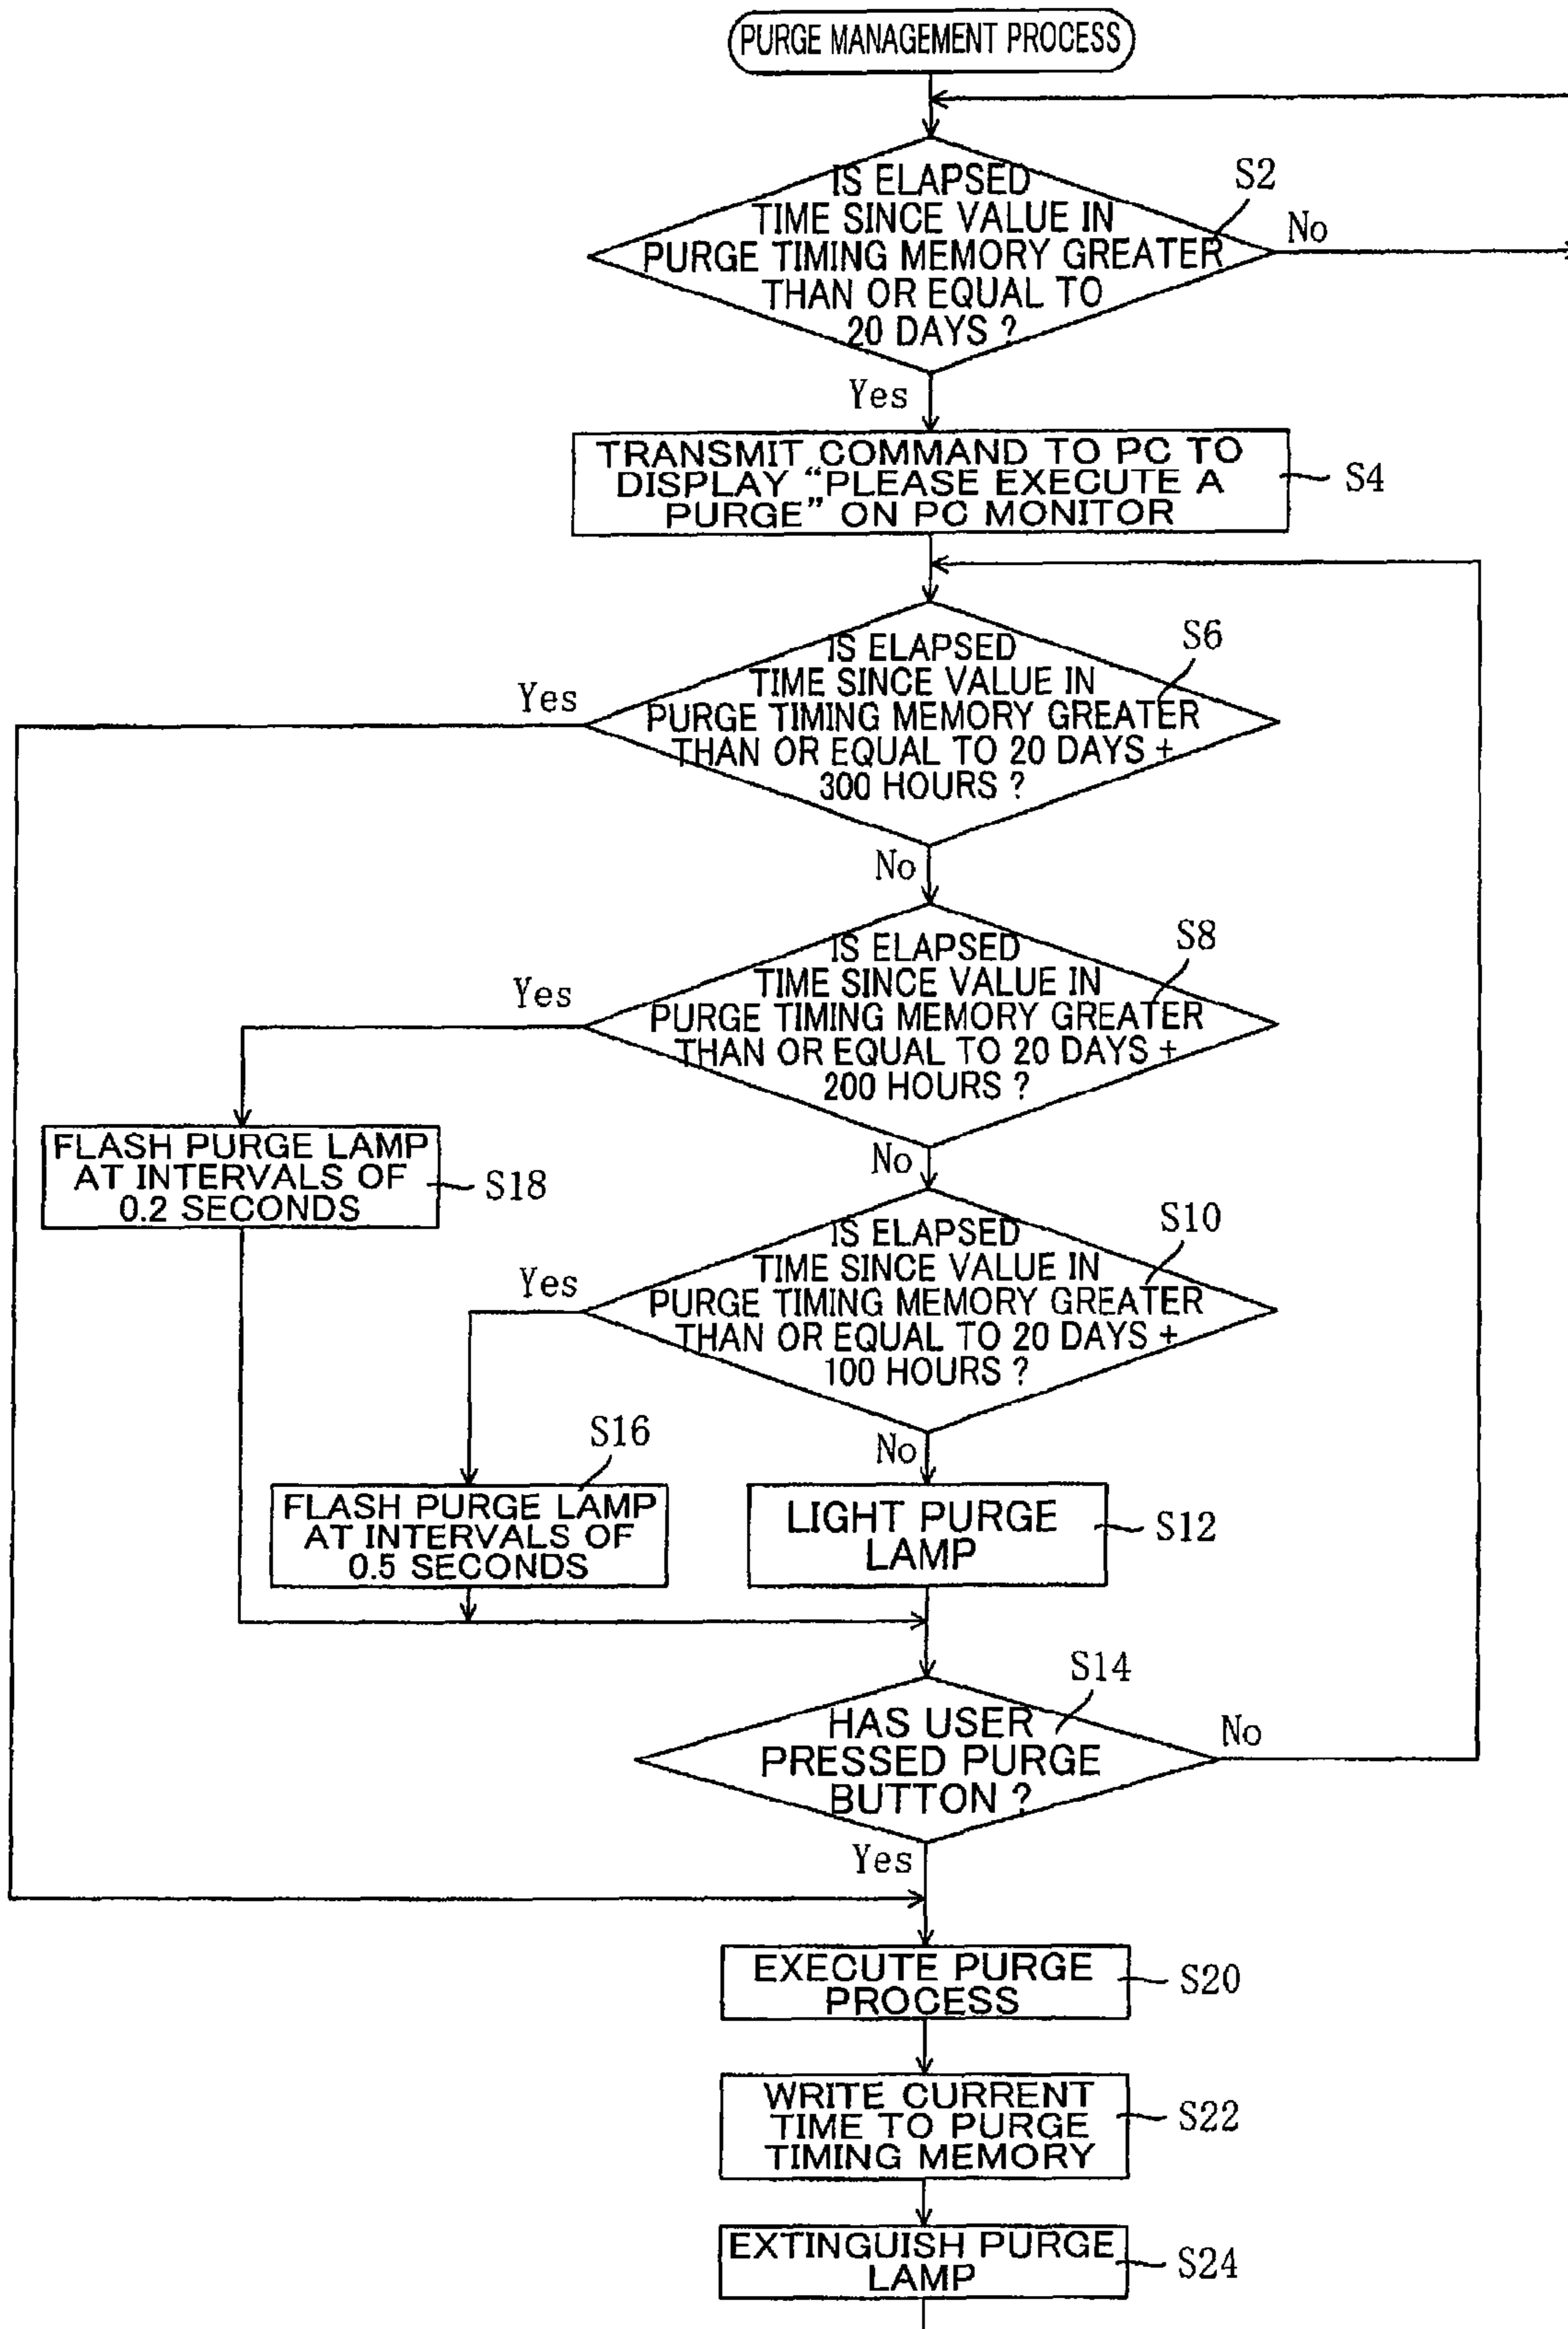 PURGE MANAGEMENT PROCESS
IS ELAPSED
TIME SINCE VALUE IN
PURGE TIMING MEMORY GREATER
THAN OR EQUAL TO
20 DAYS ?
S2
No
Yes
TRANSMIT COMMAND TO PC TO
DISPLAY “PLEASE EXECUTE A
PURGE” ON PC MONITOR
S4
IS ELAPSED
TIME SINCE VALUE IN
PURGE TIMING MEMORY GREATER
THAN OR EQUAL TO 20 DAYS +
300 HOURS ?
S6
Yes
No
IS ELAPSED
TIME SINCE VALUE IN
PURGE TIMING MEMORY GREATER
THAN OR EQUAL TO 20 DAYS +
200 HOURS ?
S8
Yes
No
FLASH PURGE LAMP
AT INTERVALS OF
0.2 SECONDS
S18
IS ELAPSED
TIME SINCE VALUE IN
PURGE TIMING MEMORY GREATER
THAN OR EQUAL TO 20 DAYS +
100 HOURS ?
S10
Yes
No
FLASH PURGE LAMP
AT INTERVALS OF
0.5 SECONDS
S16
LIGHT PURGE
LAMP
S12
HAS USER
PRESSED PURGE
BUTTON ?
S14
No
Yes
EXECUTE PURGE
PROCESS
S20
WRITE CURRENT
TIME TO PURGE
TIMING MEMORY
S22
EXTINGUISH PURGE
LAMP
S24